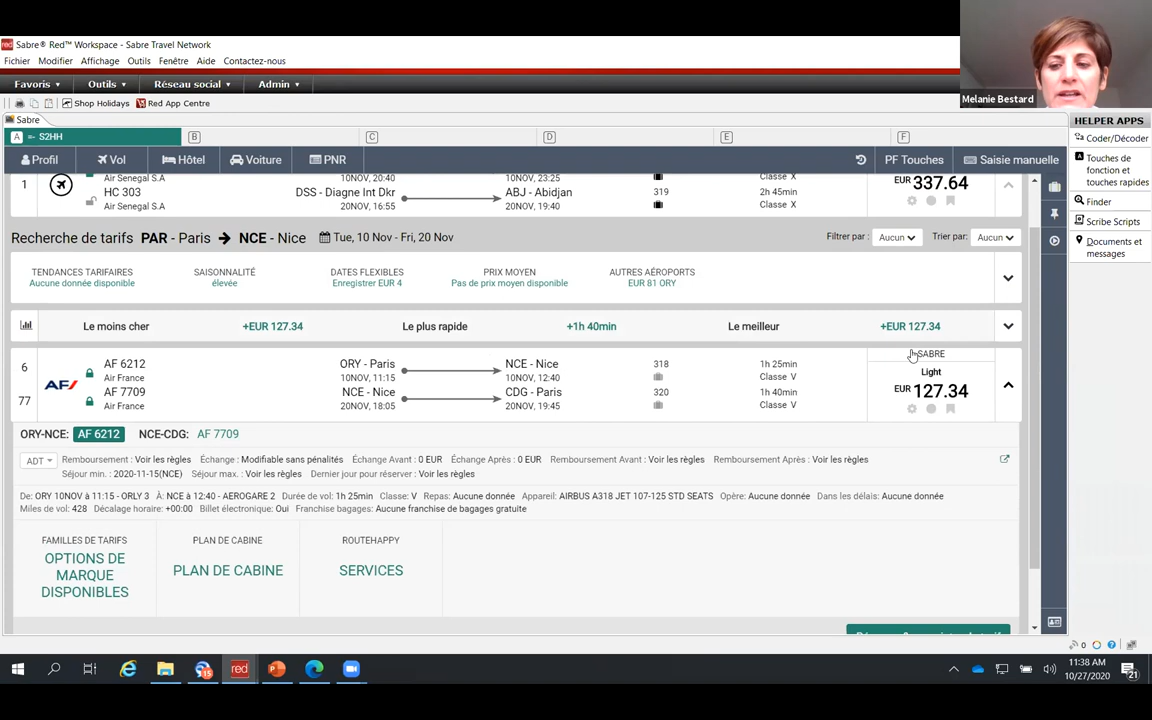 red Sabre® Red™ Workspace - Sabre Travel Network
Fichier Modifier Affichage Outils Fenêtre Aide Contactez-nous
Favoris Outils Réseau social Admin
Shop Holidays Red App Centre
Melanie Bestard
Sabre
HELPER APPS
A =- S2HH B C D E F
Coder/Décoder
Profil Vol Hôtel Voiture PNR PF Touches Saisie manuelle
A Touches de
fonction et
touches rapides
Finder
Scribe Scripts
Documents et
messages
Air Senegal S.A 10NOV, 20:40 10NOV, 23:25 Classe X
1 HC 303 DSS - Diagne Int Dkr ABJ - Abidjan 319 2h 45min EUR 337.64
Air Senegal S.A 20NOV, 16:55 20NOV, 19:40 Classe X
Recherche de tarifs PAR - Paris NCE - Nice Tue, 10 Nov - Fri, 20 Nov Filtrer par : Aucun Trier par: Aucun
TENDANCES TARIFAIRES SAISONNALITÉ DATES FLEXIBLES PRIX MOYEN AUTRES AÉROPORTS
Aucune donnée disponible élevée Enregistrer EUR 4 Pas de prix moyen disponible EUR 81 ORY
Le moins cher +EUR 127.34 Le plus rapide +1h 40min Le meilleur +EUR 127.34
SABRE
6 AF 6212 ORY - Paris NCE - Nice 318 1h 25min Light
Air France 10NOV, 11:15 10NOV, 12:40 Classe V
AF
77 AF 7709 NCE - Nice CDG - Paris 320 1h 40min EUR 127.34
Air France 20NOV, 18:05 20NOV, 19:45 Classe V
ORY-NCE: AF 6212 NCE-CDG: AF 7709
ADT Remboursement : Voir les règles Échange : Modifiable sans pénalités Échange Avant : 0 EUR Échange Après : 0 EUR Remboursement Avant : Voir les règles Remboursement Après : Voir les règles
Séjour min. : 2020-11-15(NCE) Séjour max. : Voir les règles Dernier jour pour réserver : Voir les règles
De: ORY 10NOV à 11:15 - ORLY 3 À: NCE à 12:40 - AEROGARE 2 Durée de vol: 1h 25min Classe: V Repas: Aucune donnée Appareil: AIRBUS A318 JET 107-125 STD SEATS Opère: Aucune donnée Dans les délais: Aucune donnée
Miles de vol: 428 Décalage horaire: +00:00 Billet électronique: Oui Franchise bagages: Aucune franchise de bagages gratuite
FAMILLES DE TARIFS PLAN DE CABINE ROUTEHAPPY
OPTIONS DE
MARQUE
DISPONIBLES
PLAN DE CABINE SERVICES
0
15 red
11:38 AM
10/27/2020
21